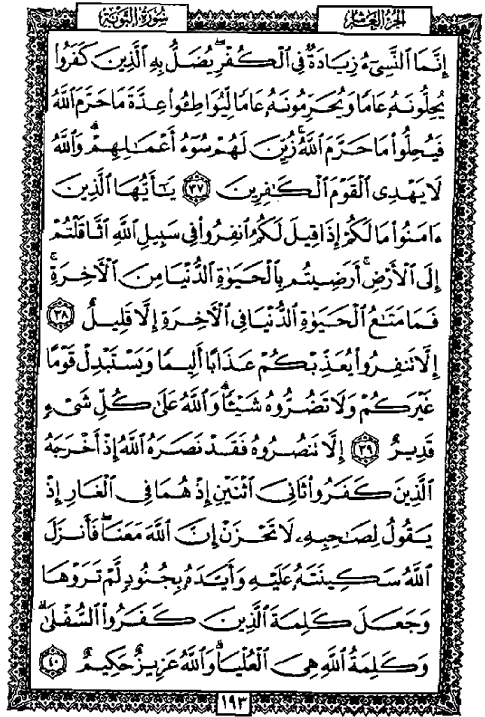 الجزء العاشر
سورة التوبة
إِنَّمَا ٱلنَّسِىٓءُ زِيَادَةٌ فِى ٱلْكُفْرِ ۖ يُضَلُّ بِهِ ٱلَّذِينَ كَفَرُوا۟
يُحِلُّونَهُۥ عَامًا وَيُحَرِّمُونَهُۥ عَامًا لِّيُوَاطِـُٔوا۟ عِدَّةَ مَا حَرَّمَ ٱللَّهُ
فَيُحِلُّوا۟ مَا حَرَّمَ ٱللَّهُ ۚ زُيِّنَ لَهُمْ سُوٓءُ أَعْمَـٰلِهِمْ ۗ وَٱللَّهُ
لَا يَهْدِى ٱلْقَوْمَ ٱلْكَـٰفِرِينَ ٣٧ يَـٰٓأَيُّهَا ٱلَّذِينَ
ءَامَنُوا۟ مَا لَكُمْ إِذَا قِيلَ لَكُمُ ٱنفِرُوا۟ فِى سَبِيلِ ٱللَّهِ ٱثَّاقَلْتُمْ
إِلَى ٱلْأَرْضِ ۚ أَرَضِيتُم بِٱلْحَيَوٰةِ ٱلدُّنْيَا مِنَ ٱلْـَٔاخِرَةِ ۚ
فَمَا مَتَـٰعُ ٱلْحَيَوٰةِ ٱلدُّنْيَا فِى ٱلْـَٔاخِرَةِ إِلَّا قَلِيلٌ ٣٨
إِلَّا تَنفِرُوا۟ يُعَذِّبْكُمْ عَذَابًا أَلِيمًا وَيَسْتَبْدِلْ قَوْمًا
غَيْرَكُمْ وَلَا تَضُرُّوهُ شَيْـًٔا ۗ وَٱللَّهُ عَلَىٰ كُلِّ شَىْءٍ
قَدِيرٌ ٣٩ إِلَّا تَنصُرُوهُ فَقَدْ نَصَرَهُ ٱللَّهُ إِذْ أَخْرَجَهُ
ٱلَّذِينَ كَفَرُوا۟ ثَانِىَ ٱثْنَيْنِ إِذْ هُمَا فِى ٱلْغَارِ إِذْ
يَقُولُ لِصَـٰحِبِهِۦ لَا تَحْزَنْ إِنَّ ٱللَّهَ مَعَنَا ۖ فَأَنزَلَ
ٱللَّهُ سَكِينَتَهُۥ عَلَيْهِ وَأَيَّدَهُۥ بِجُنُودٍ لَّمْ تَرَوْهَا
وَجَعَلَ كَلِمَةَ ٱلَّذِينَ كَفَرُوا۟ ٱلسُّفْلَىٰ ۗ
وَكَلِمَةُ ٱللَّهِ هِىَ ٱلْعُلْيَا ۗ وَٱللَّهُ عَزِيزٌ حَكِيمٌ ٤٠
١٩٣